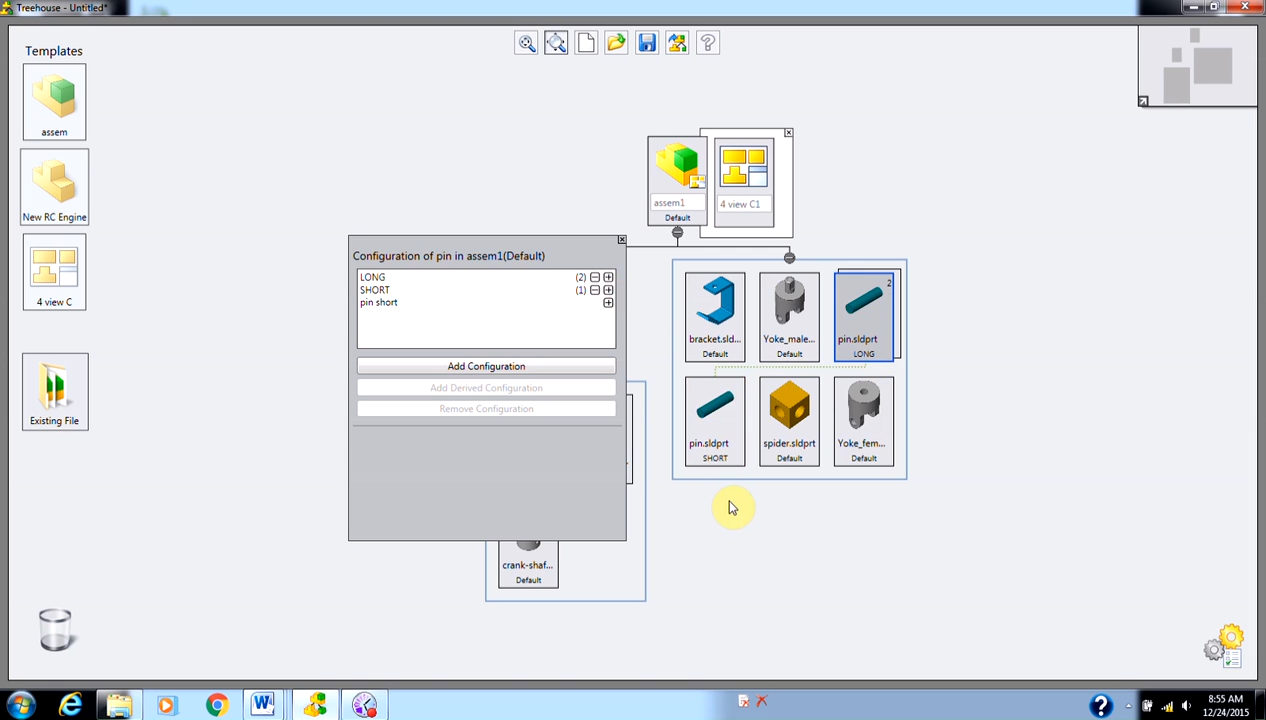 Treehouse - Untitled*
Templates
assem
New RC Engine
4 view C
Existing File
assem1
Default
4 view C1
Configuration of pin in assem1(Default)
LONG (2)
SHORT (1)
pin short
Add Configuration
Add Derived Configuration
Remove Configuration
bracket.sld...
Default
Yoke_male...
Default
2
pin.sldprt
LONG
pin.sldprt
SHORT
spider.sldprt
Default
Yoke_fem...
Default
crank-shaf...
Default
8:55 AM
12/24/2015